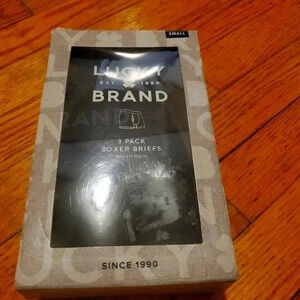 SMALL
LUCKY
EST. 1990
BRAND
3 PACK
BOXER BRIEFS
SINCE 1990